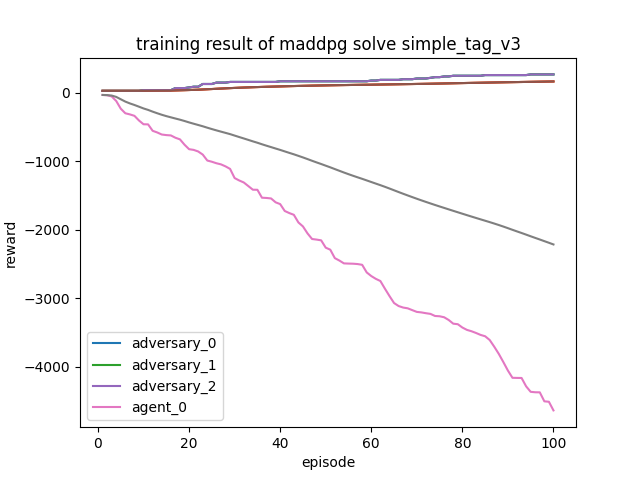 training result of maddpg solve simple_tag_v3
0
−1000
−2000
−3000
−4000
reward
adversary_0
adversary_1
adversary_2
agent_0
0 20 40 60 80 100
episode